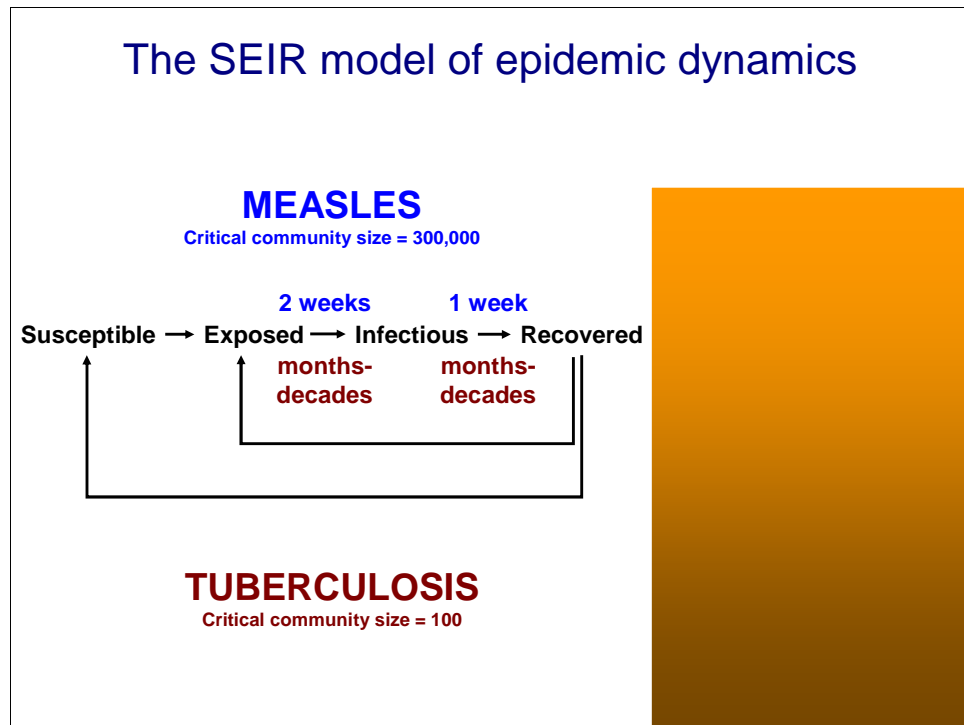 The SEIR model of epidemic dynamics
MEASLES
Critical community size = 300,000
2 weeks 1 week
Susceptible Exposed Infectious Recovered
months- months-
decades decades
TUBERCULOSIS
Critical community size = 100